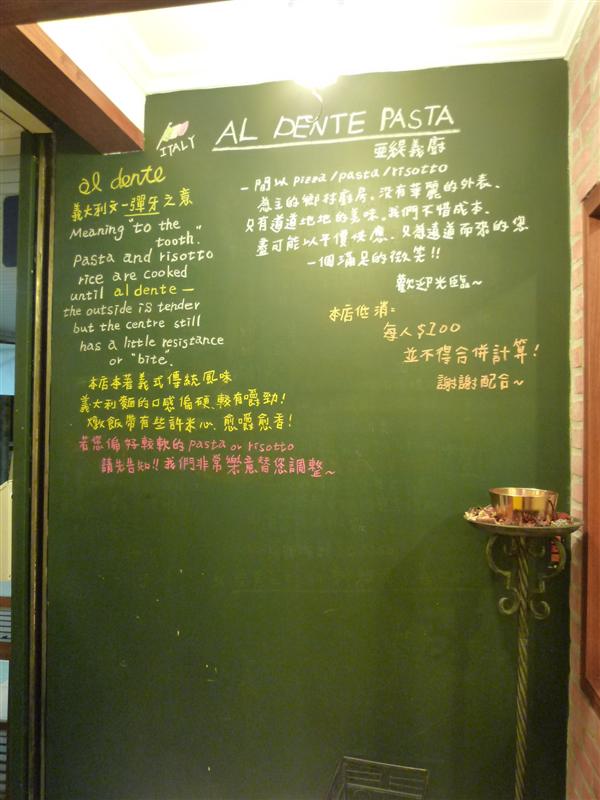 ITALY
AL DENTE PASTA
亞緹義廚
al dente
義大利文-彈牙之意
Meaning "to the
tooth."
Pasta and risotto
rice are cooked
until al dente —
the outside is tender
but the centre still
has a little resistance
or "bite".
本店本著義式傳統風味
義大利麵的口感偏硬、較有嚼勁!
燉飯帶有些許米心、愈嚼愈香!
若您偏好較軟的pasta or risotto
請先告知!! 我們非常樂意替您調整~
一間以pizza/pasta/risotto
為主的鄉村廚房。沒有華麗的外表、
只有道道地地的美味。我們不惜成本、
盡可能以平價供應、只為遠道而來的您
一個滿足的微笑!!
歡迎光臨~
本店低消=
每人$100
並不得合併計算!
謝謝配合~